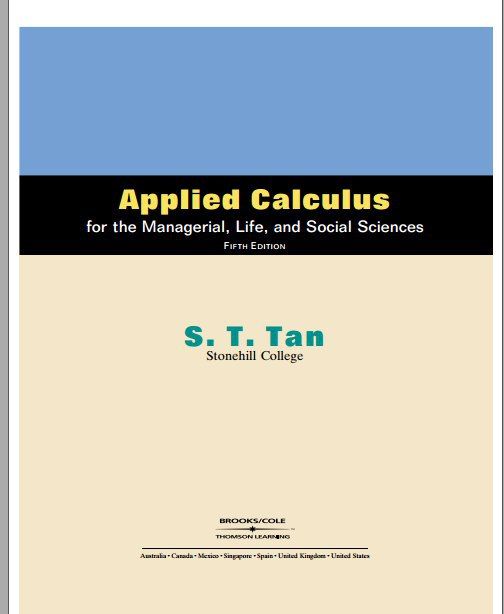 Applied Calculus
for the Managerial, Life, and Social Sciences
FIFTH EDITION
S. T. Tan
Stonehill College
BROOKS/COLE
THOMSON LEARNING
Australia • Canada • Mexico • Singapore • Spain • United Kingdom • United States